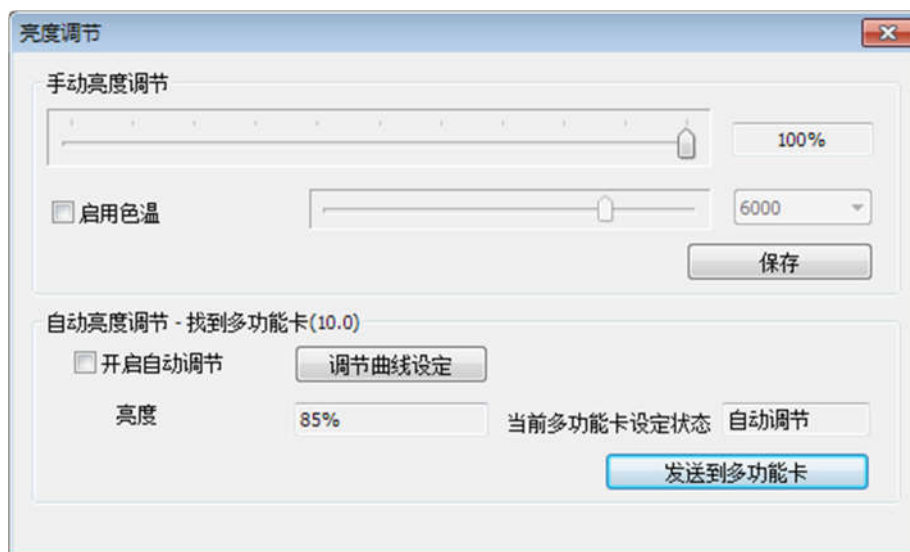 亮度调节
手动亮度调节
100%
启用色温
6000
保存
自动亮度调节 - 找到多功能卡(10.0)
开启自动调节 调节曲线设定
亮度 85% 当前多功能卡设定状态 自动调节
发送到多功能卡